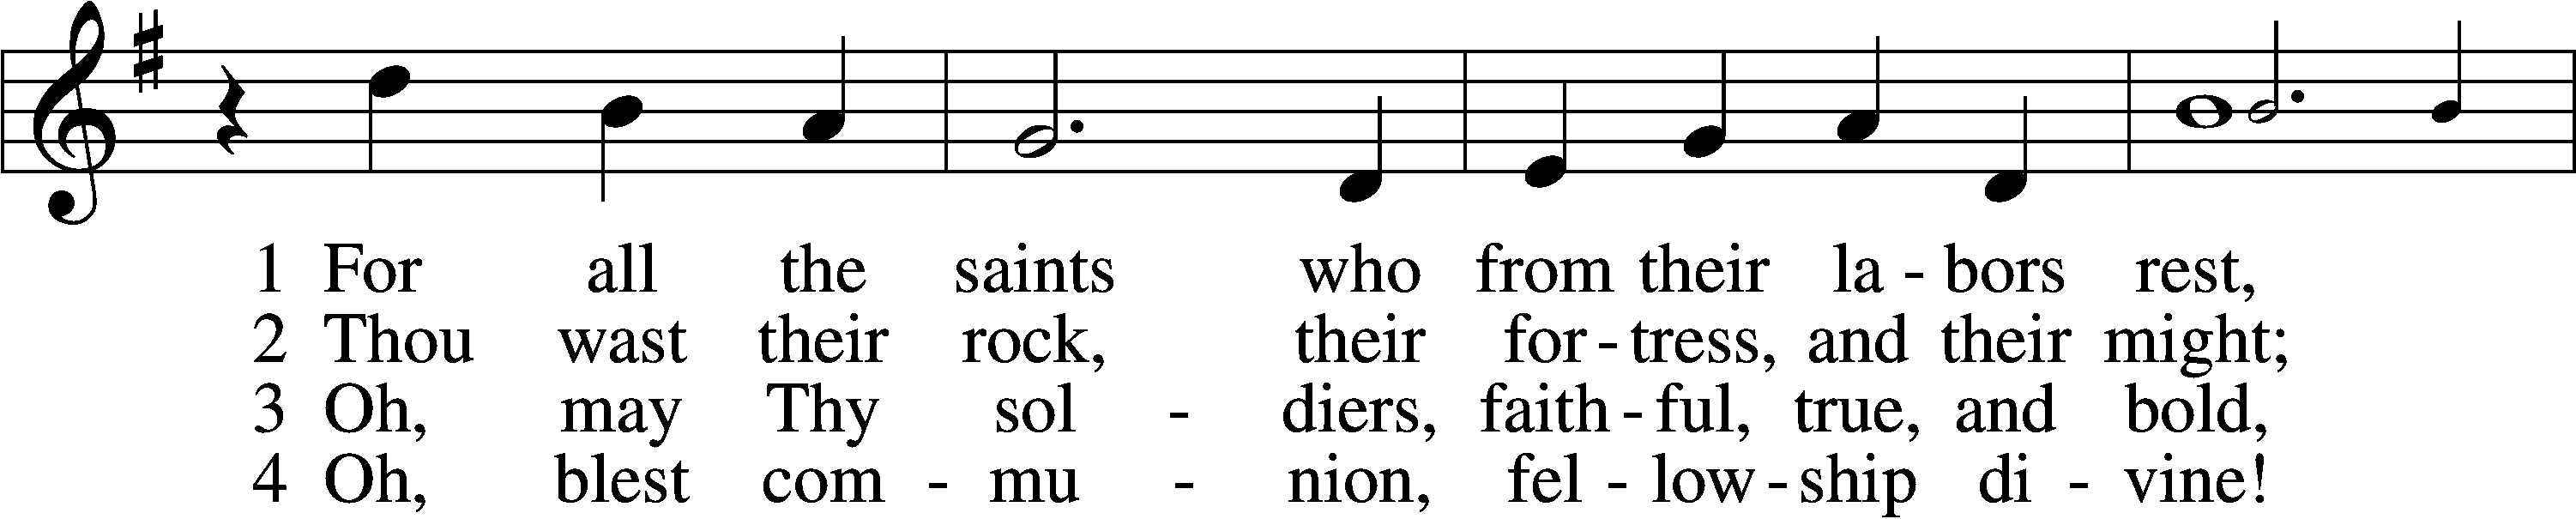 1 For all the saints who from their la - bors rest,
2 Thou wast their rock, their for - tress, and their might;
3 Oh, may Thy sol - diers, faith - ful, true, and bold,
4 Oh, blest com - mu - nion, fel - low - ship di - vine!